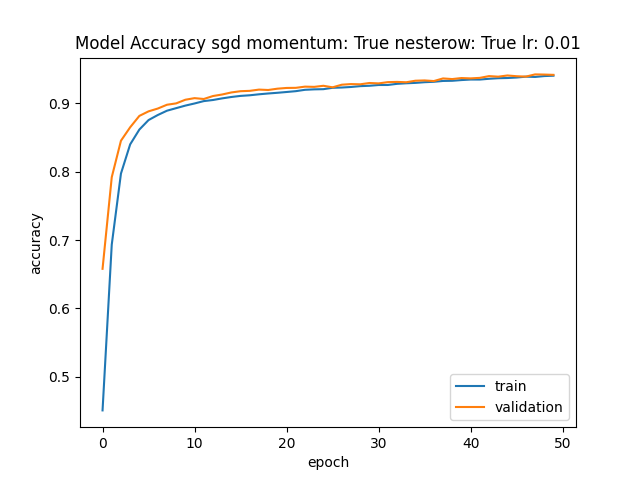 Model Accuracy sgd momentum: True nesterow: True lr: 0.01
accuracy
0.9
0.8
0.7
0.6
0.5
0 10 20 30 40 50
epoch
train
validation